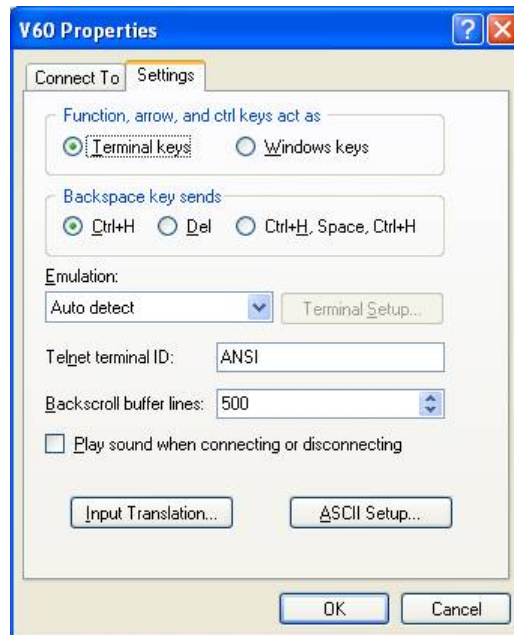 V60 Properties
Connect To Settings
Function, arrow, and ctrl keys act as
Terminal keys Windows keys
Backspace key sends
Ctrl+H Del Ctrl+H, Space, Ctrl+H
Emulation:
Auto detect Terminal Setup...
Telnet terminal ID: ANSI
Backscroll buffer lines: 500
Play sound when connecting or disconnecting
Input Translation... ASCII Setup...
OK Cancel